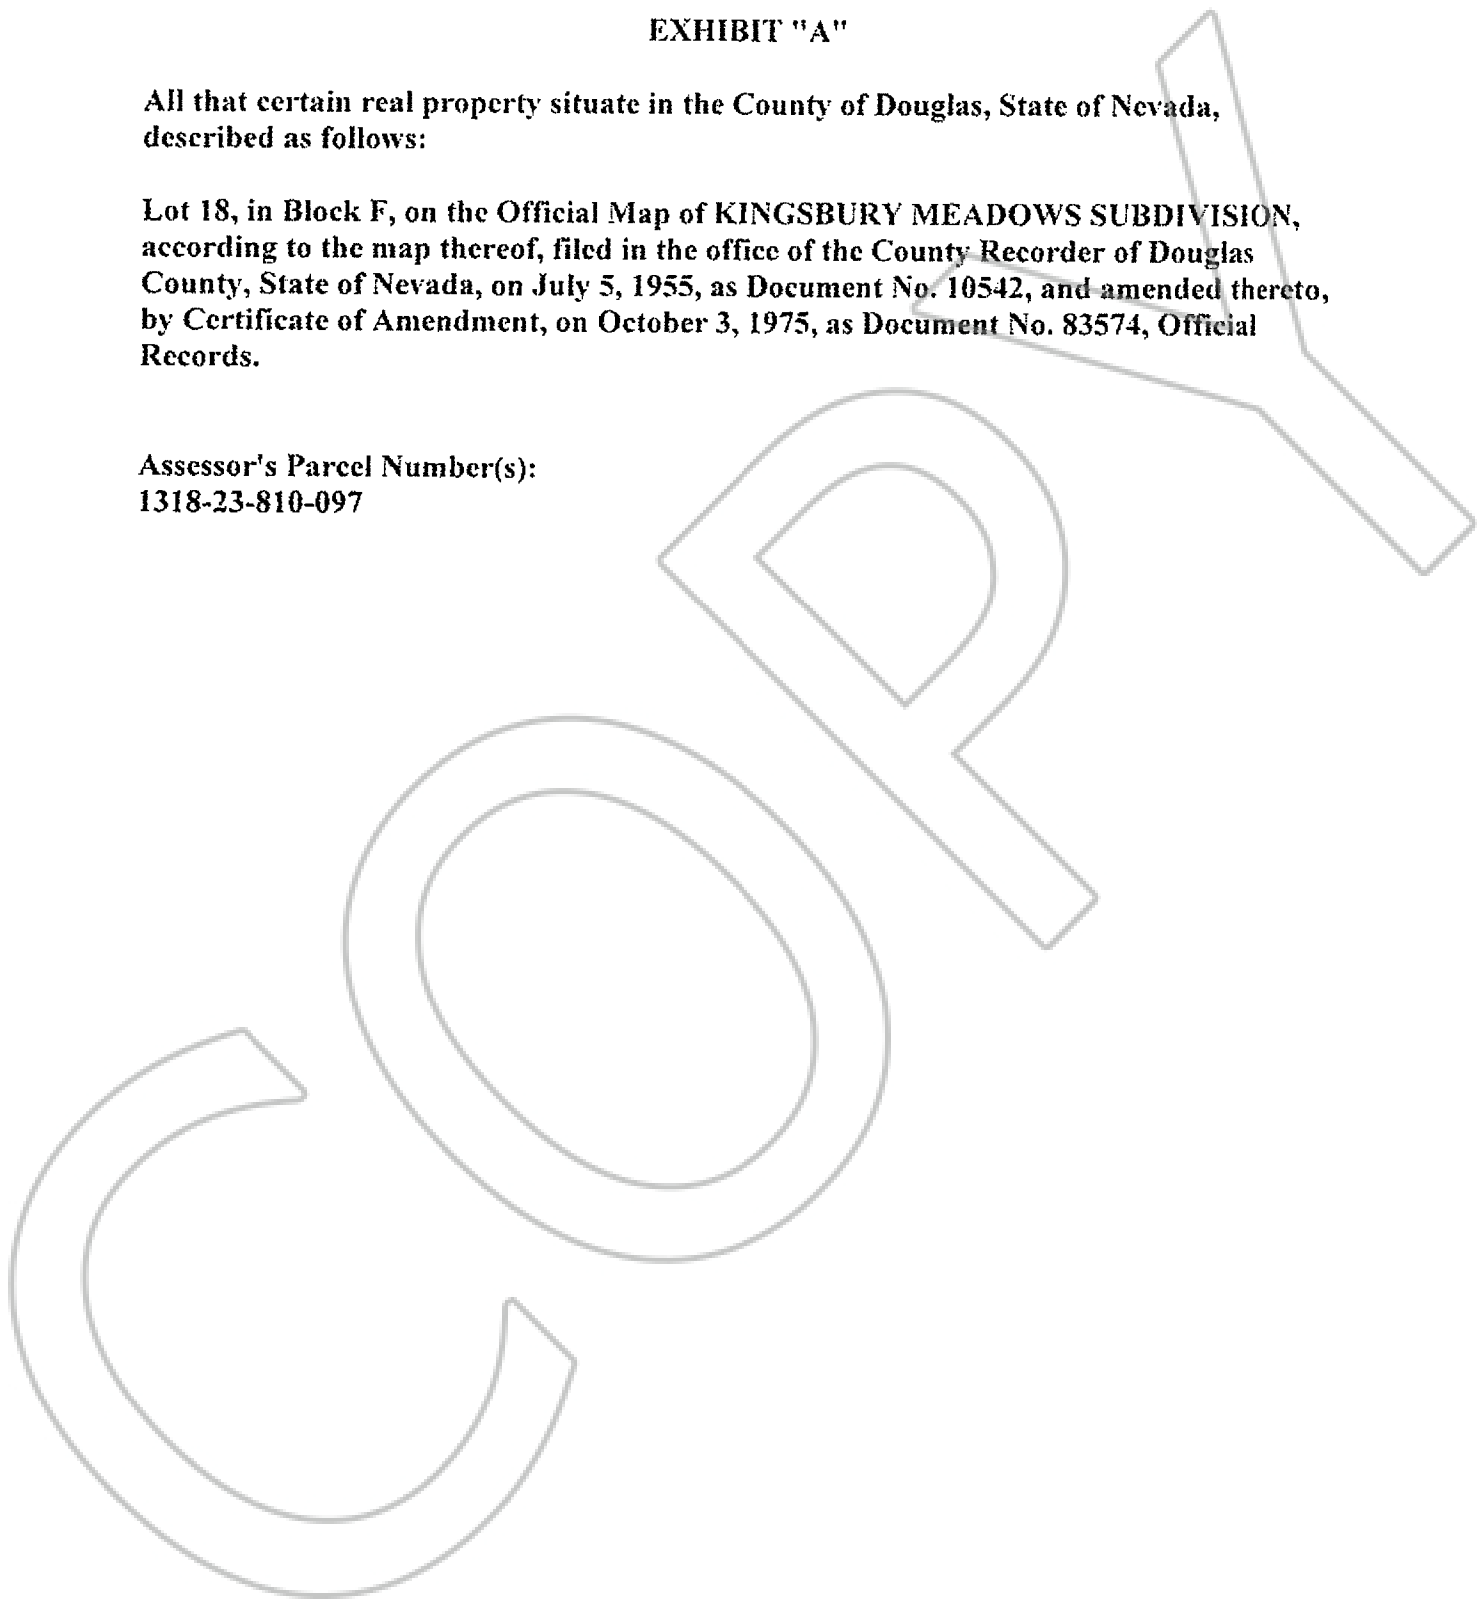 EXHIBIT "A"
All that certain real property situate in the County of Douglas, State of Nevada,
described as follows:
Lot 18, in Block F, on the Official Map of KINGSBURY MEADOWS SUBDIVISION,
according to the map thereof, filed in the office of the County Recorder of Douglas
County, State of Nevada, on July 5, 1955, as Document No. 10542, and amended thereto,
by Certificate of Amendment, on October 3, 1975, as Document No. 83574, Official
Records.
Assessor's Parcel Number(s):
1318-23-810-097
COPY